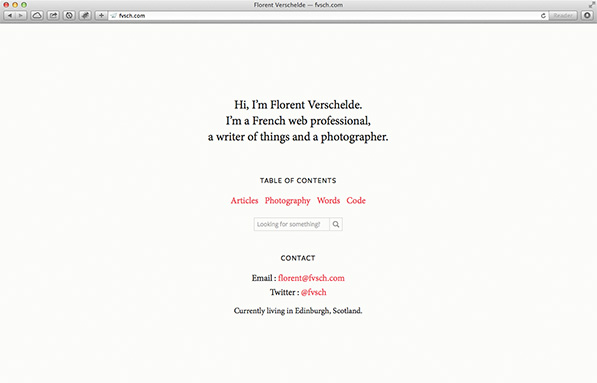 Florent Verschelde — fvsch.com
fvsch.com
Reader
Hi, I'm Florent Verschelde.
I'm a French web professional,
a writer of things and a photographer.
TABLE OF CONTENTS
Articles Photography Words Code
Looking for something?
CONTACT
Email : florent@fvsch.com
Twitter : @fvsch
Currently living in Edinburgh, Scotland.